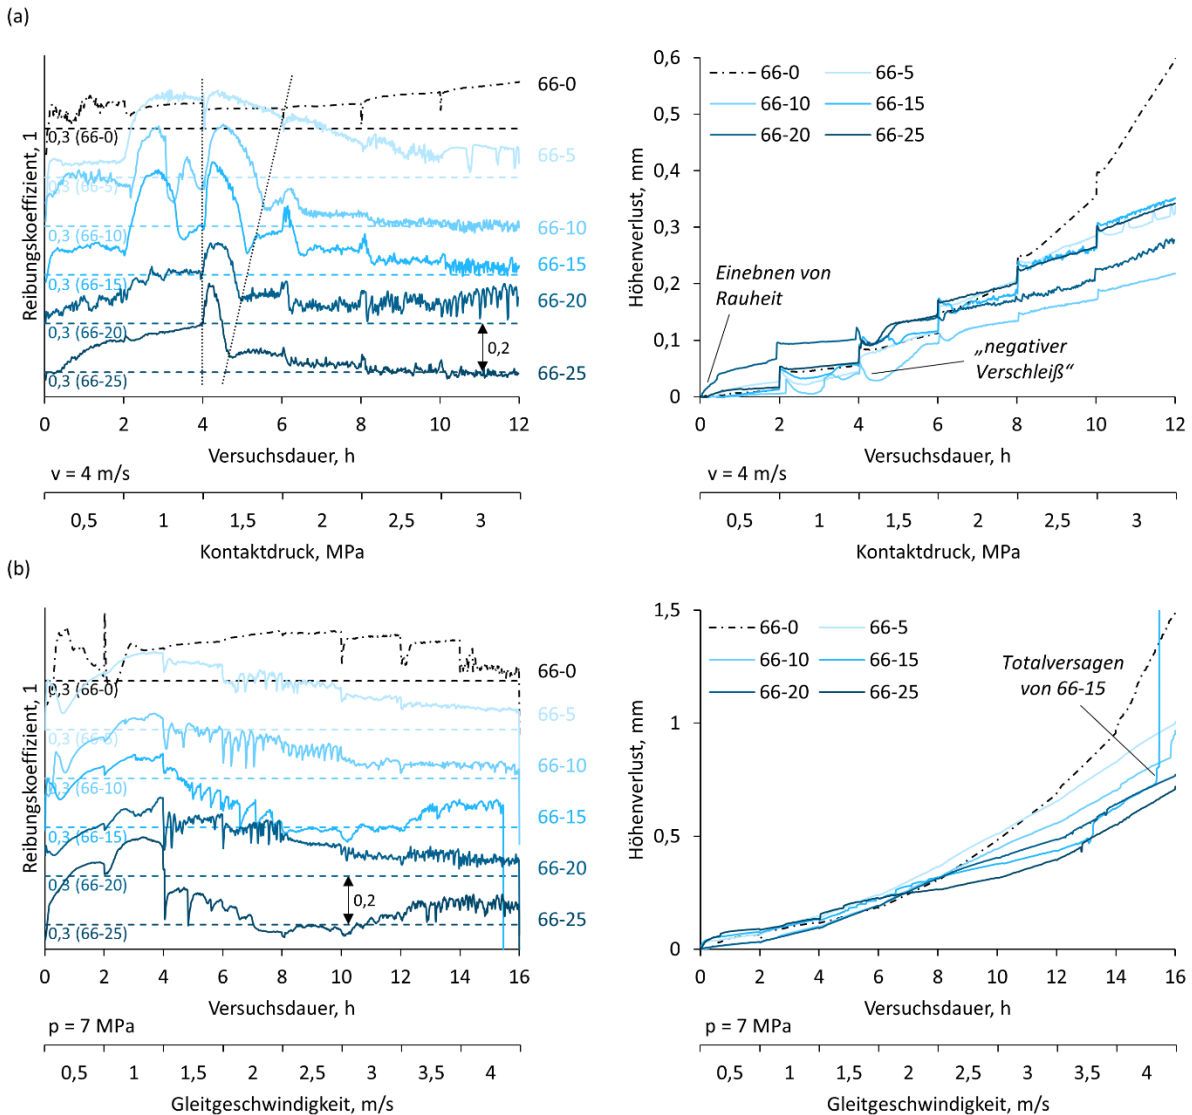 (a)
Reibungskoeffizient, 1
0,3 (66-0)
0,3 (66-5)
0,3 (66-10)
0,3 (66-15)
0,3 (66-20)
0,3 (66-25)
66-0
66-5
66-10
66-15
66-20
66-25
0,2
0 2 4 6 8 10 12
Versuchsdauer, h
v = 4 m/s
0,5 1 1,5 2 2,5 3
Kontaktdruck, MPa
Höhenverlust, mm
0,6
0,5
0,4
0,3
0,2
0,1
0
66-0 66-5
66-10 66-15
66-20 66-25
Einebnen von
Rauheit
„negativer
Verschleiß“
0 2 4 6 8 10 12
Versuchsdauer, h
v = 4 m/s
0,5 1 1,5 2 2,5 3
Kontaktdruck, MPa
(b)
Reibungskoeffizient, 1
0,3 (66-0)
0,3 (66-5)
0,3 (66-10)
0,3 (66-15)
0,3 (66-20)
0,3 (66-25)
66-0
66-5
66-10
66-15
66-20
66-25
0,2
0 2 4 6 8 10 12 14 16
Versuchsdauer, h
p = 7 MPa
0,5 1 1,5 2 2,5 3 3,5 4
Gleitgeschwindigkeit, m/s
Höhenverlust, mm
1,5
1
0,5
0
66-0 66-5
66-10 66-15
66-20 66-25
Totalversagen
von 66-15
0 2 4 6 8 10 12 14 16
Versuchsdauer, h
p = 7 MPa
0,5 1 1,5 2 2,5 3 3,5 4
Gleitgeschwindigkeit, m/s